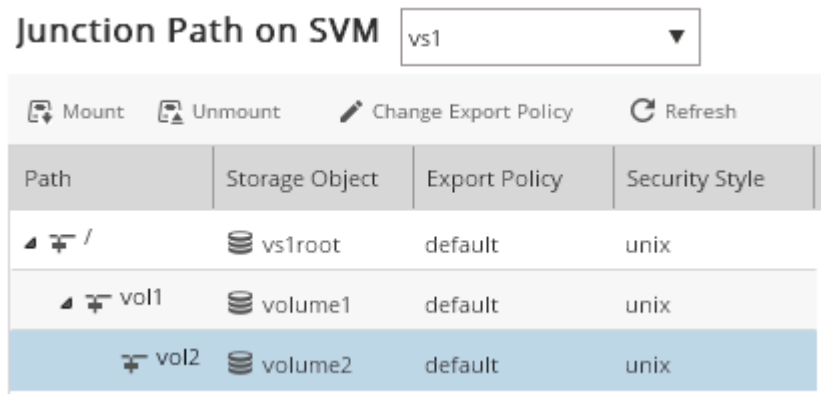 Junction Path on SVM vs1
Mount Unmount Change Export Policy Refresh
Path Storage Object Export Policy Security Style
/ vs1root default unix
vol1 volume1 default unix
vol2 volume2 default unix